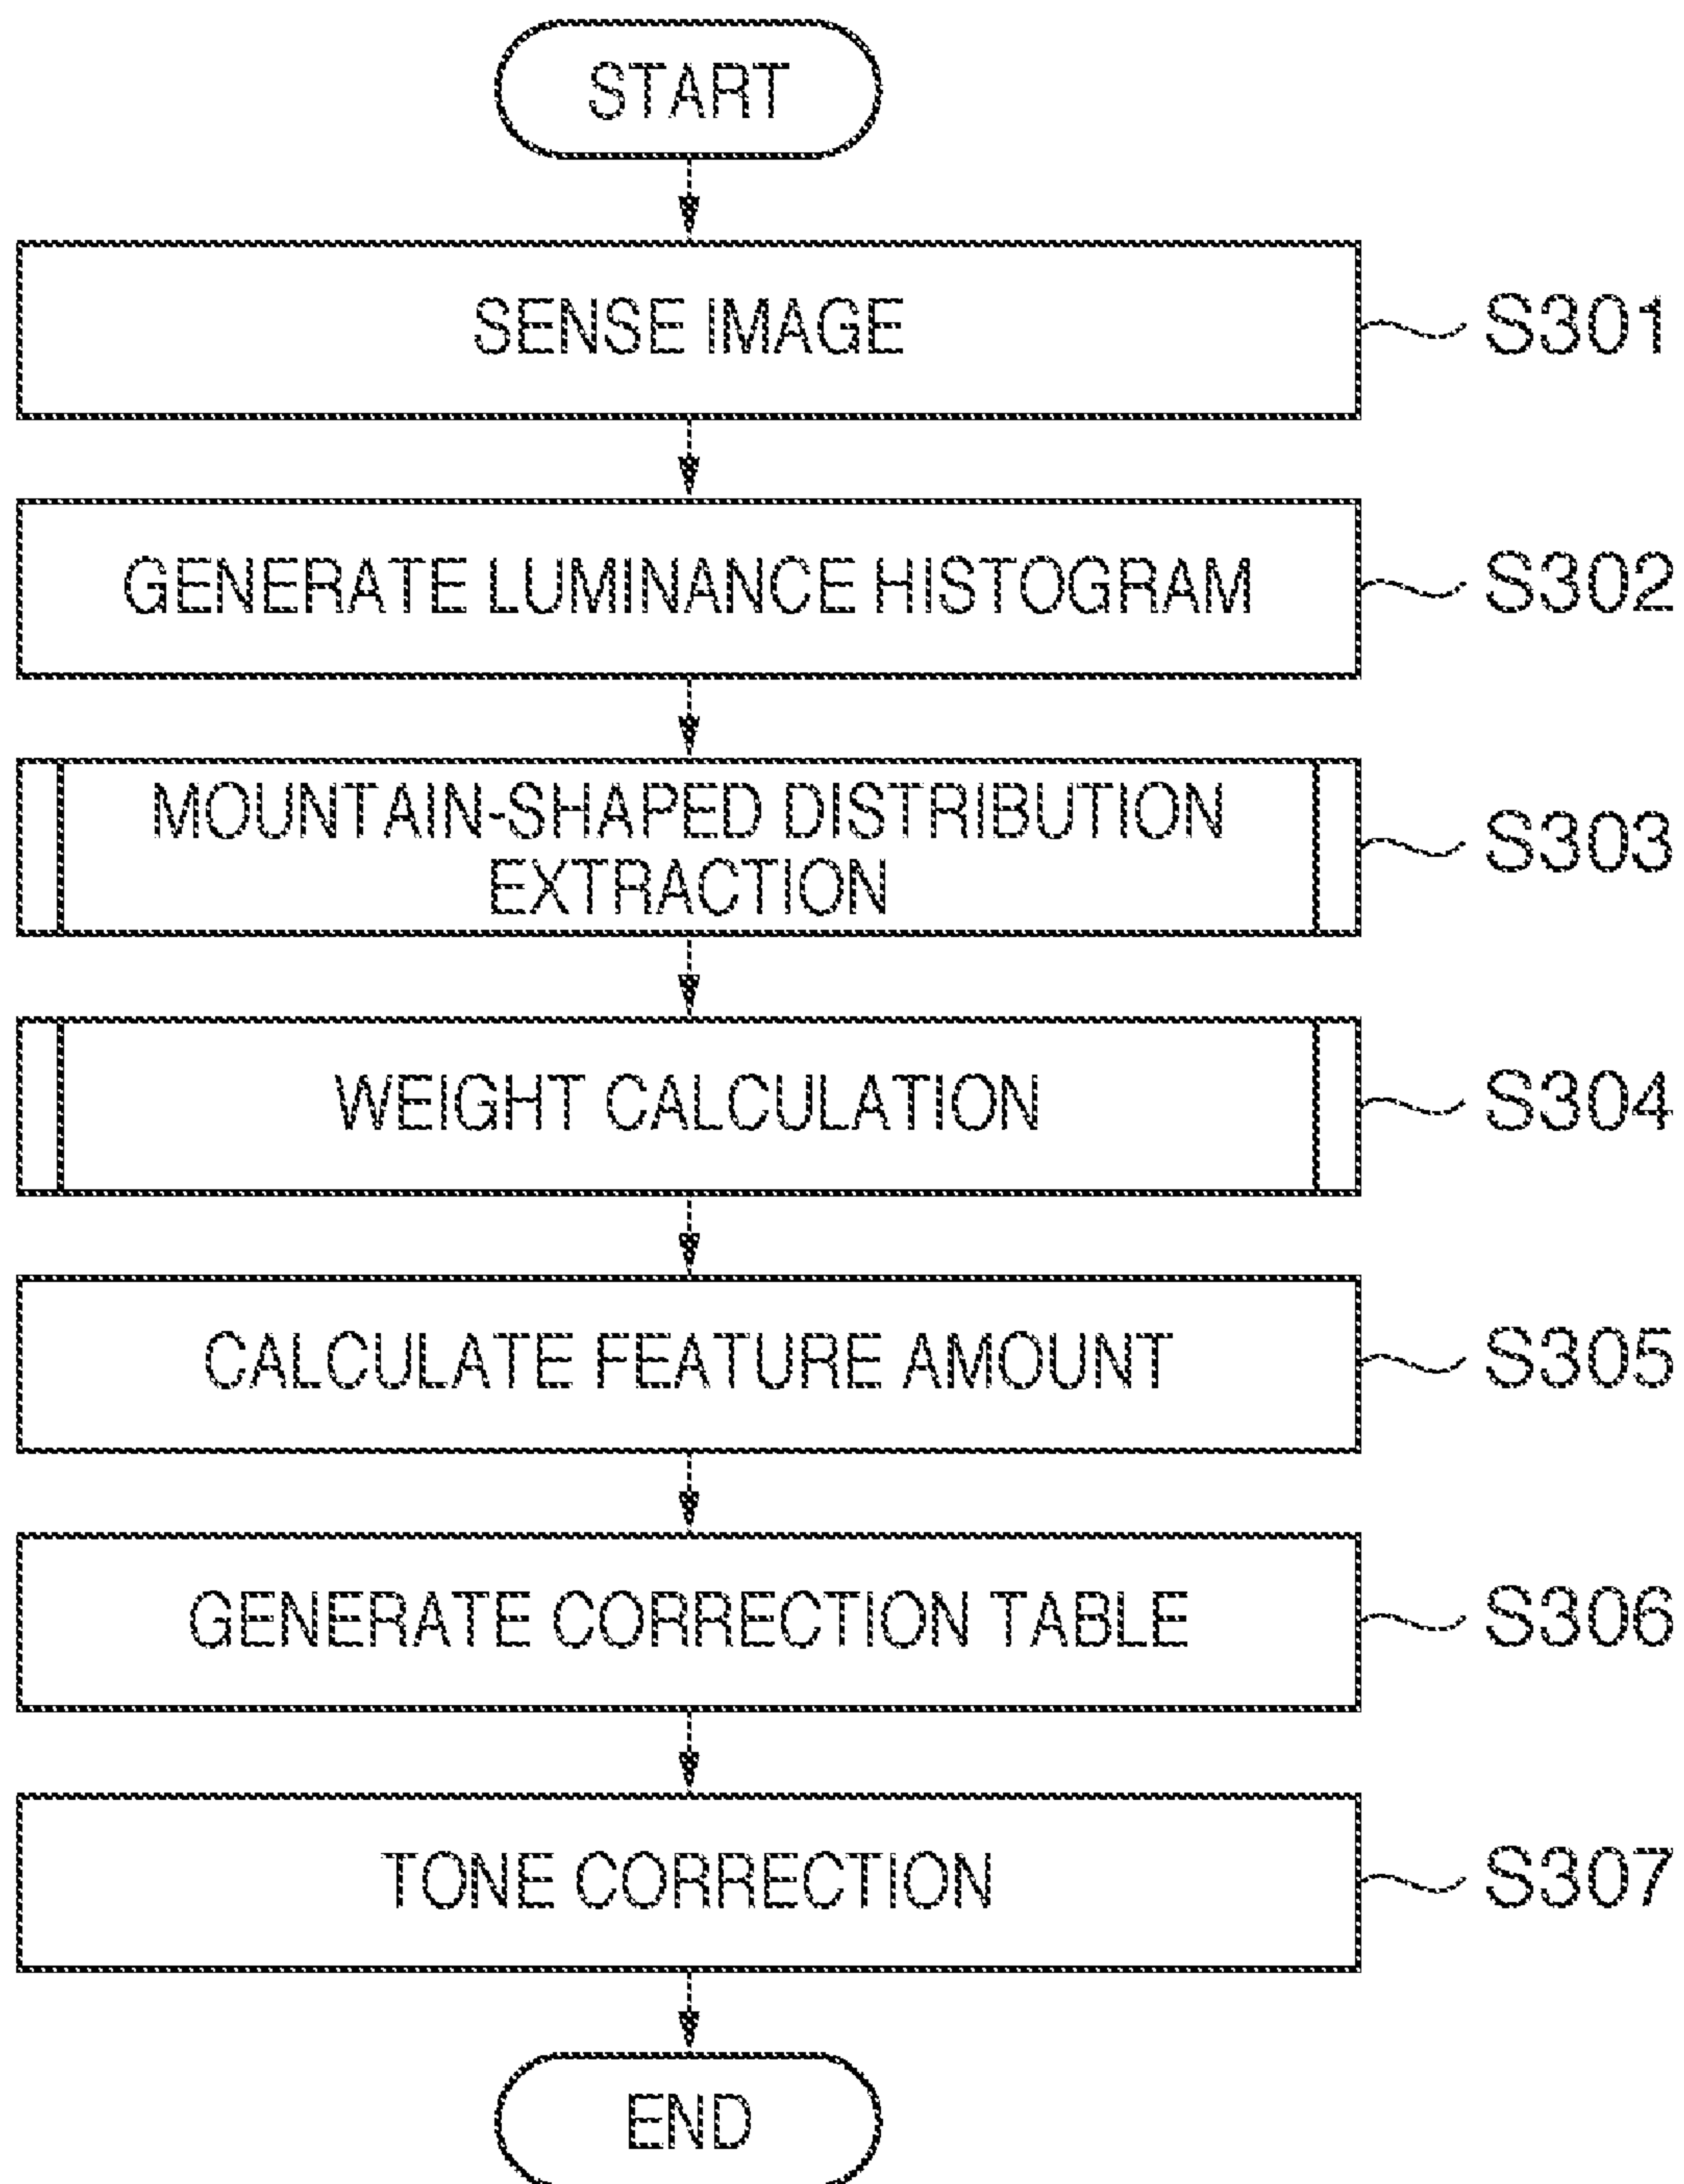 START
SENSE IMAGE
S301
GENERATE LUMINANCE HISTOGRAM
S302
MOUNTAIN-SHAPED DISTRIBUTION
EXTRACTION
S303
WEIGHT CALCULATION
S304
CALCULATE FEATURE AMOUNT
S305
GENERATE CORRECTION TABLE
S306
TONE CORRECTION
S307
END